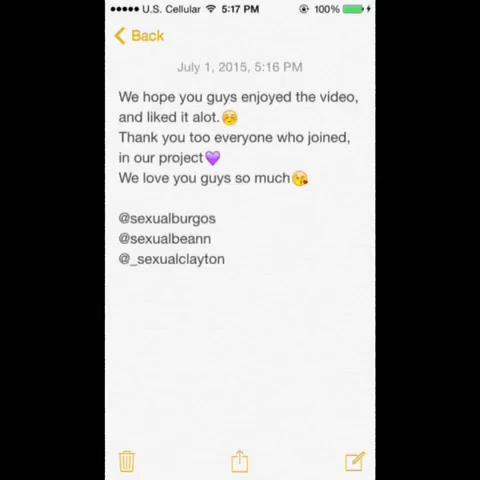 U.S. Cellular 5:17 PM 100%
Back
July 1, 2015, 5:16 PM
We hope you guys enjoyed the video,
and liked it alot.☺️
Thank you too everyone who joined,
in our project💜
We love you guys so much😘
@sexualburgos
@sexualbeann
@_sexualclayton